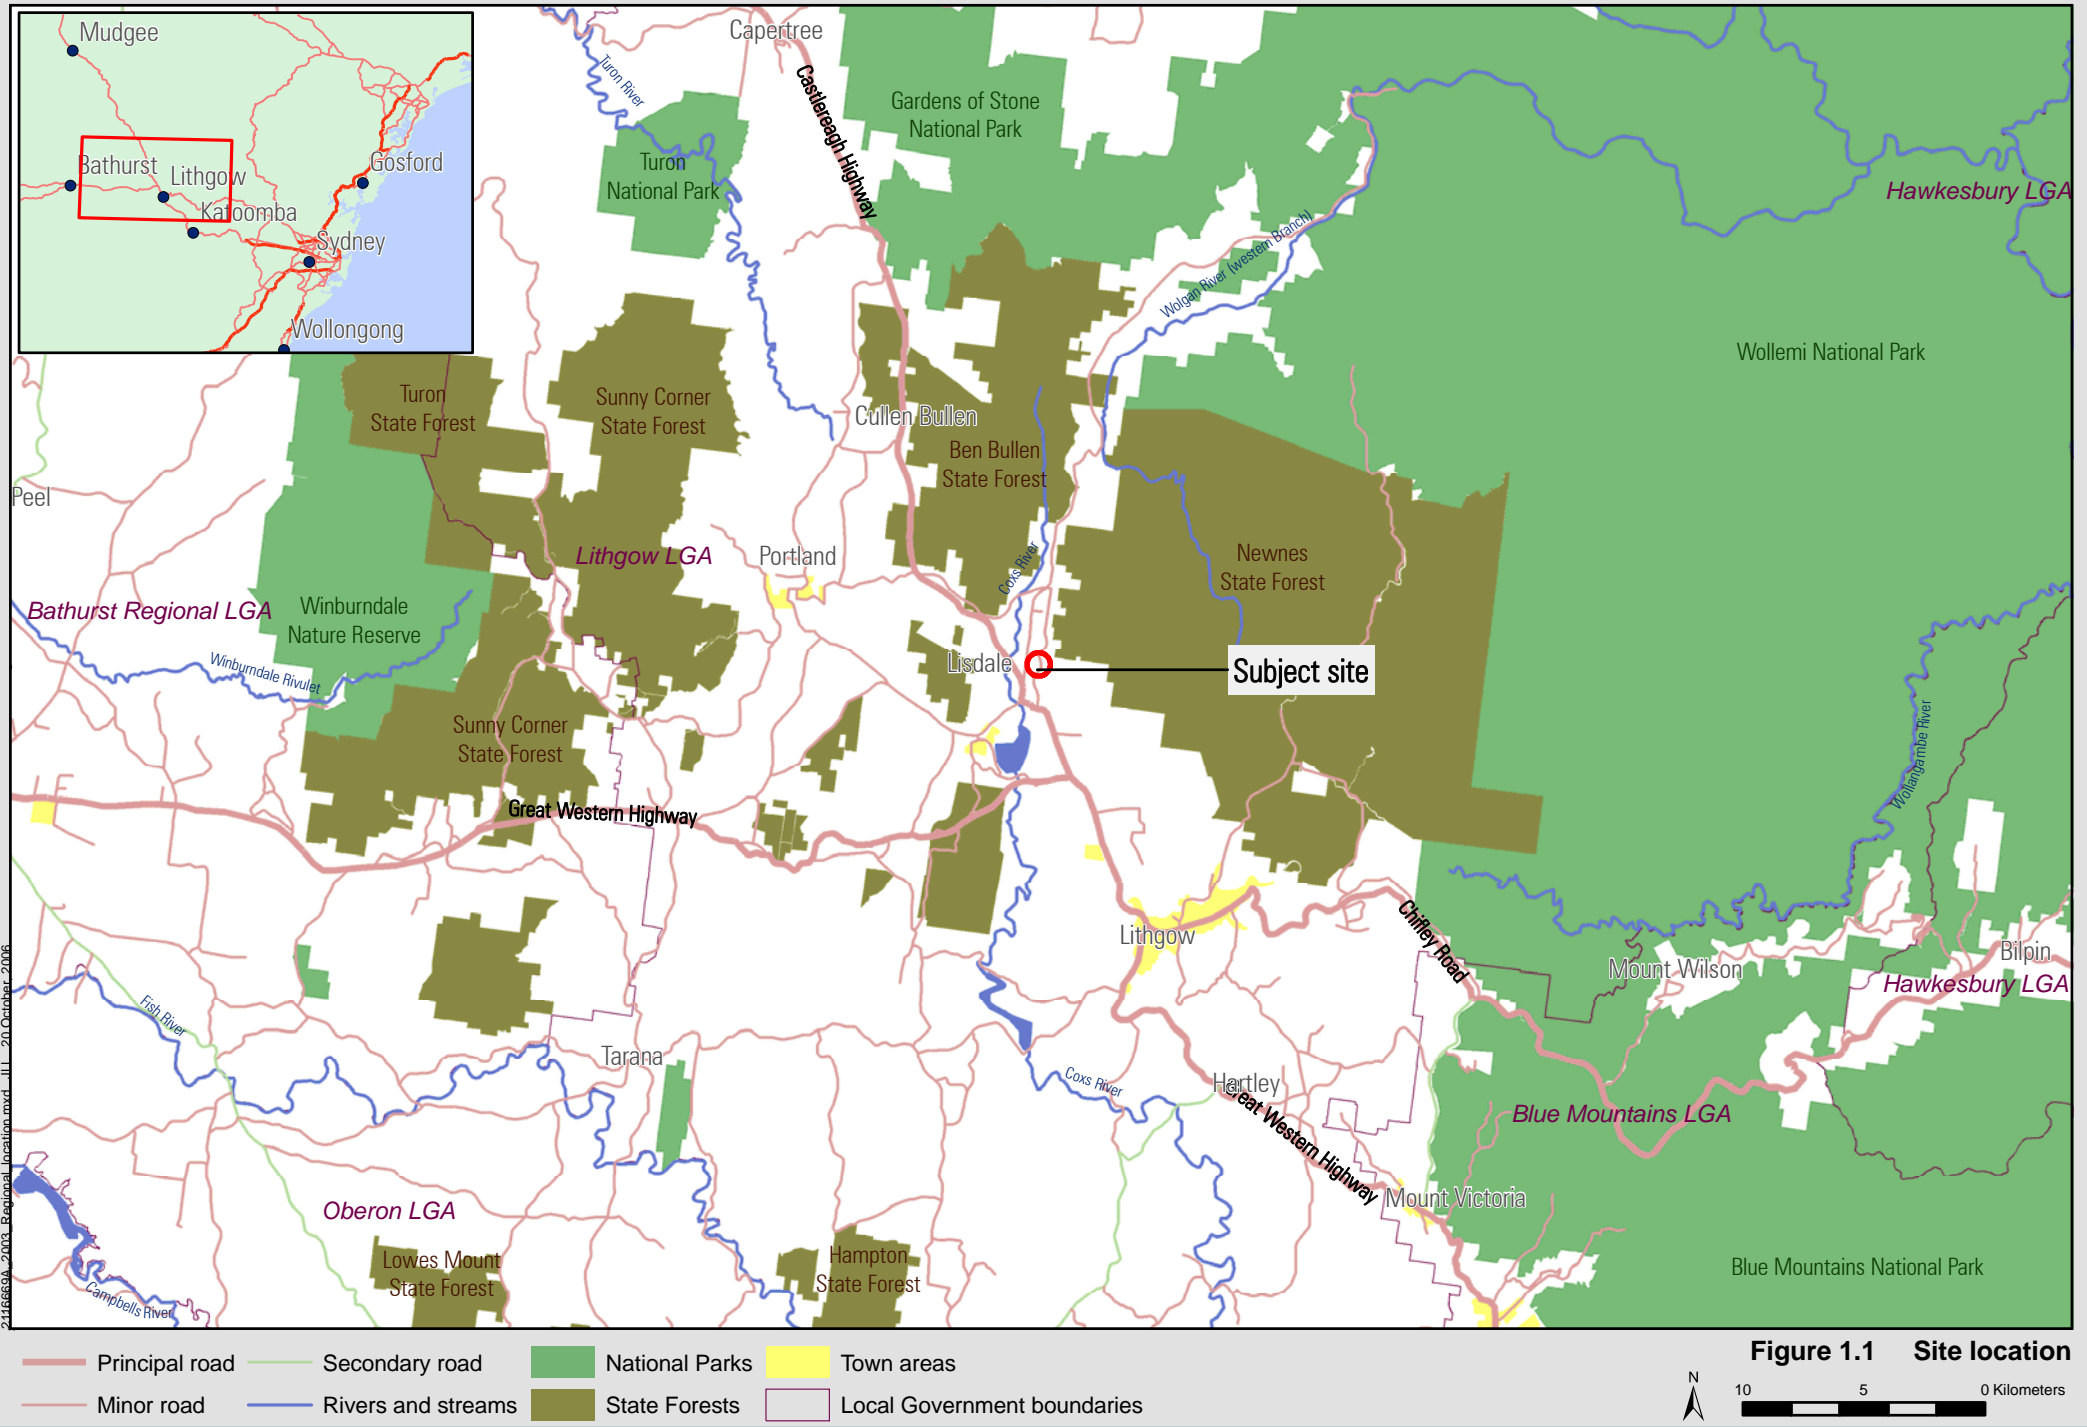 Mudgee
Bathurst
Lithgow
Gosford
Katoomba
Sydney
Wollongong
Capertree
Turon River
Castlereagh Highway
Gardens of Stone
National Park
Turon
National Park
Hawkesbury LGA
Wolgan River (western Branch)
Wollemi National Park
Turon
State Forest
Sunny Corner
State Forest
Cullen Bullen
Ben Bullen
State Forest
Peel
Lithgow LGA
Portland
Coxs River
Newnes
State Forest
Bathurst Regional LGA
Winburndale
Nature Reserve
Winburndale Rivulet
Lisdale
Subject site
Sunny Corner
State Forest
Wollangambe River
Great Western Highway
Lithgow
Chifley Road
Mount Wilson
Bilpin
Hawkesbury LGA
Fish River
Tarana
Coxs River
Hartley
Great Western Highway
Blue Mountains LGA
Mount Victoria
Oberon LGA
Lowes Mount
State Forest
Hampton
State Forest
Blue Mountains National Park
Campbells River
2116669A_2003_Regional_location.mxd JLL 20 October 2006
Principal road
Secondary road
National Parks
Town areas
Minor road
Rivers and streams
State Forests
Local Government boundaries
Figure 1.1 Site location
N
10 5 0 Kilometers